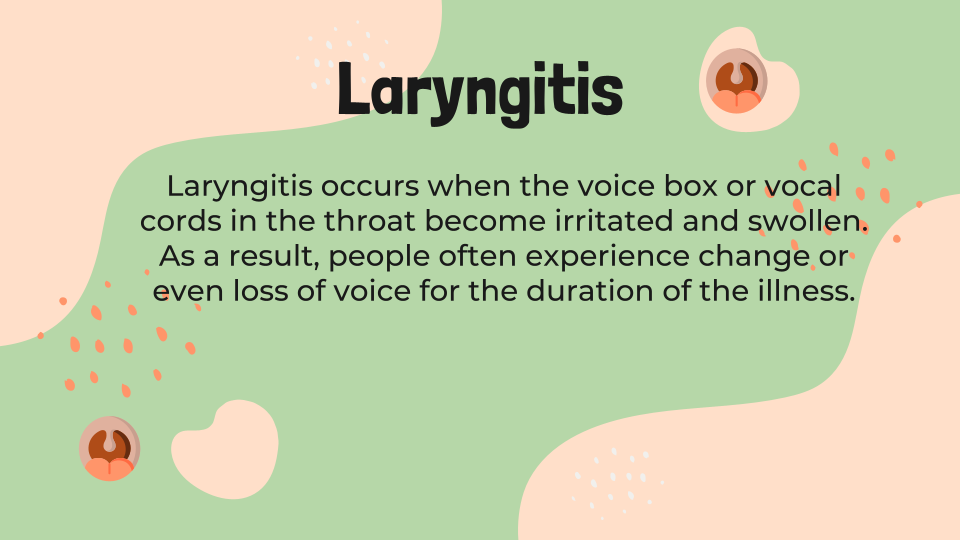 Laryngitis
Laryngitis occurs when the voice box or vocal
cords in the throat become irritated and swollen.
As a result, people often experience change or
even loss of voice for the duration of the illness.